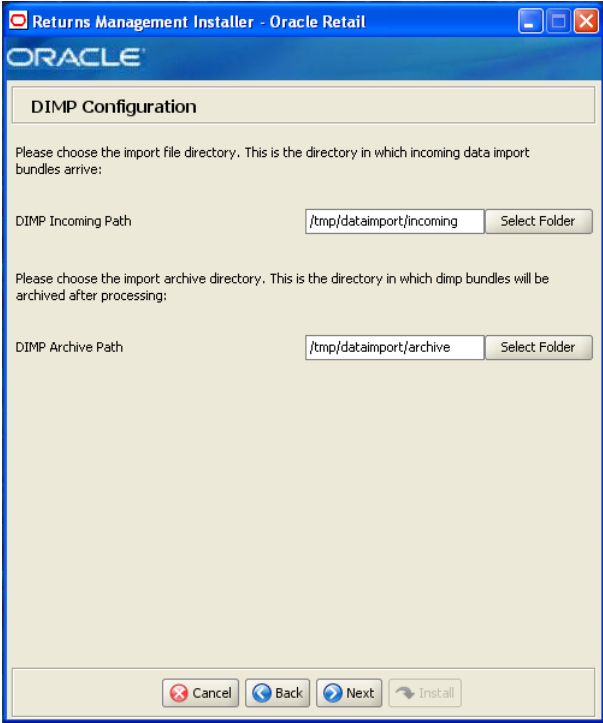 Returns Management Installer - Oracle Retail
ORACLE
DIMP Configuration
Please choose the import file directory. This is the directory in which incoming data import
bundles arrive:
DIMP Incoming Path /tmp/dataimport/incoming Select Folder
Please choose the import archive directory. This is the directory in which dimp bundles will be
archived after processing:
DIMP Archive Path /tmp/dataimport/archive Select Folder
Cancel Back Next Install